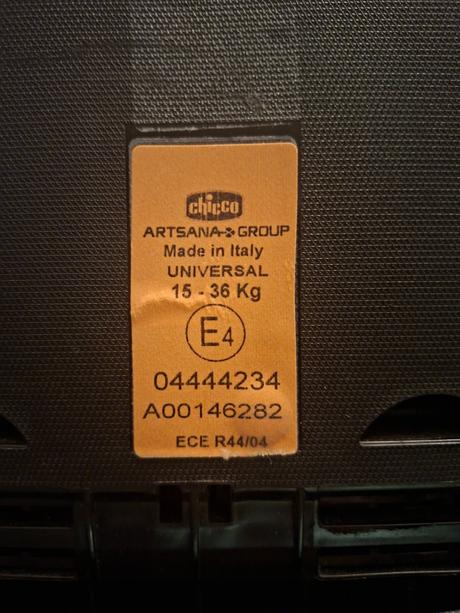 chicco
ARTSANA GROUP
Made in Italy
UNIVERSAL
15 - 36 Kg
E4
04444234
A00146282
ECE R44/04